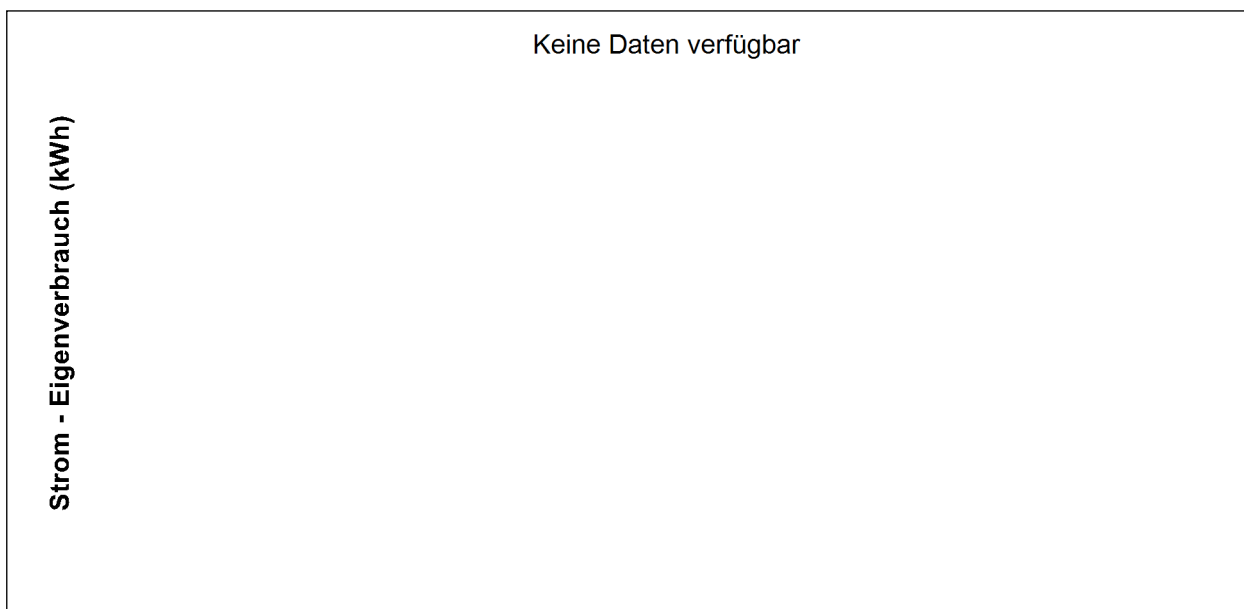 Keine Daten verfügbar
Strom - Eigenverbrauch (kWh)